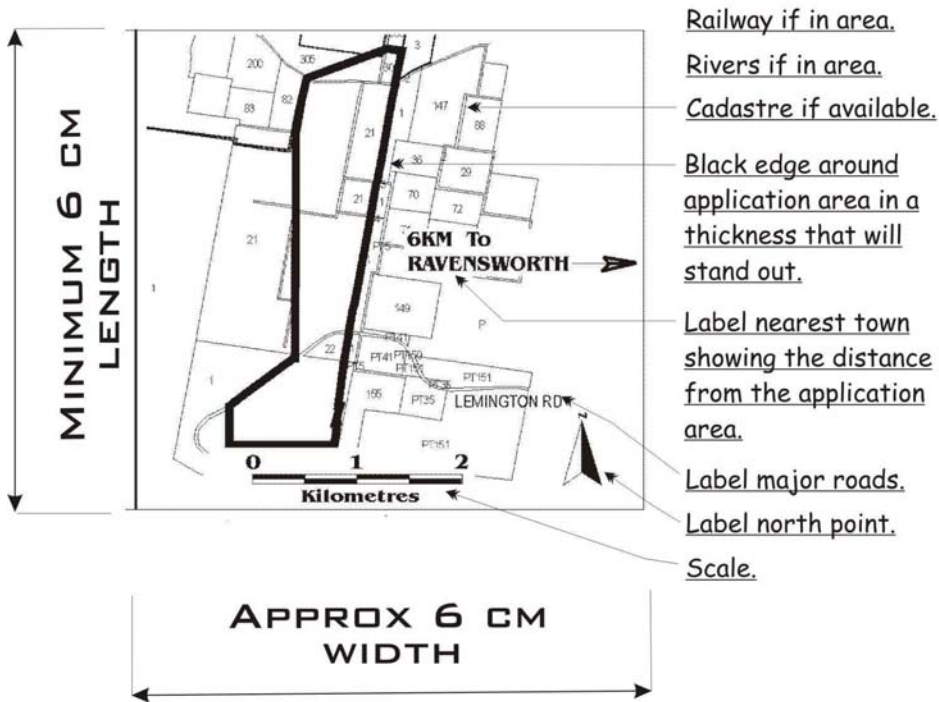 Railway if in area.
Rivers if in area.
Cadastre if available.
Black edge around
application area in a
thickness that will
stand out.
Label nearest town
showing the distance
from the application
area.
Label major roads.
Label north point.
Scale.
MINIMUM 6 CM
LENGTH
APPROX 6 CM
WIDTH
3
305
200
82
83
147
88
21
1
36
29
21
1
70
72
21
1
6KM To
RAVENSWORTH
149
P
22
PT41
PT151
1
155
PT35
LEMINGTON RD
PT151
0 1 2
Kilometres